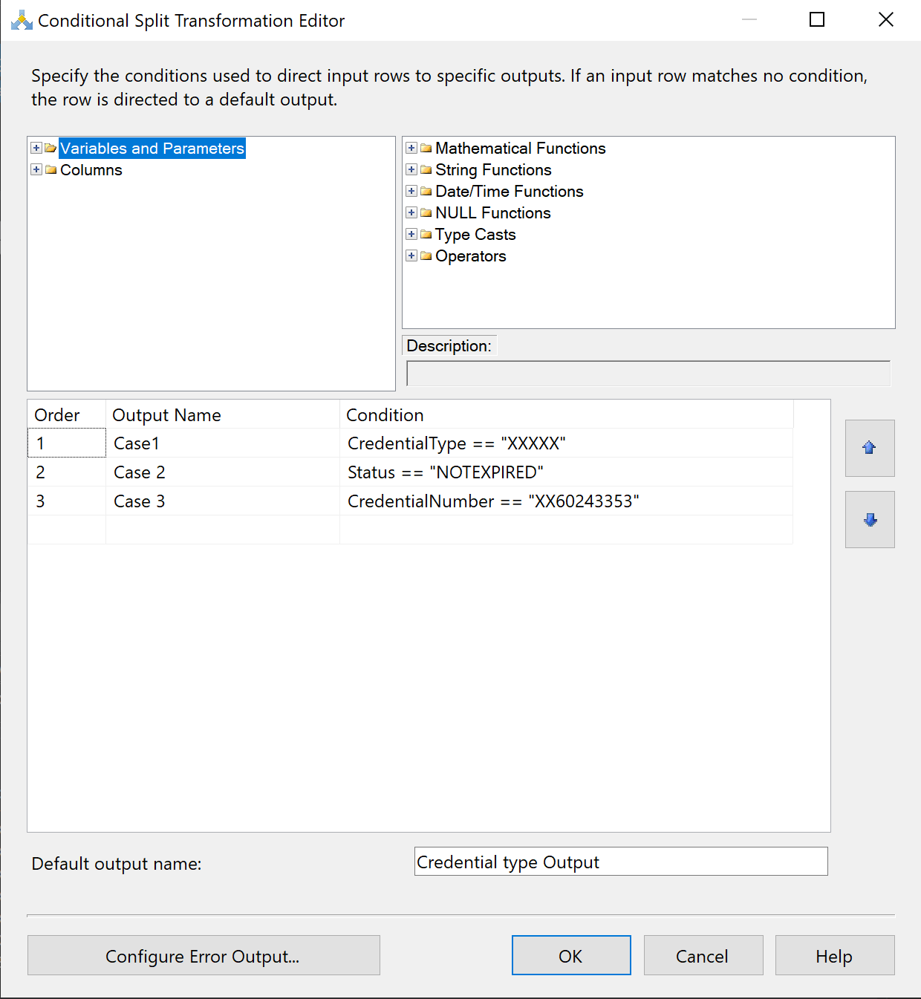 Conditional Split Transformation Editor
Specify the conditions used to direct input rows to specific outputs. If an input row matches no condition,
the row is directed to a default output.
Variables and Parameters
Columns
Mathematical Functions
String Functions
Date/Time Functions
NULL Functions
Type Casts
Operators
Description:
Order Output Name Condition
1 Case1 CredentialType == "XXXXX"
2 Case 2 Status == "NOTEXPIRED"
3 Case 3 CredentialNumber == "XX60243353"
Default output name: Credential type Output
Configure Error Output... OK Cancel Help